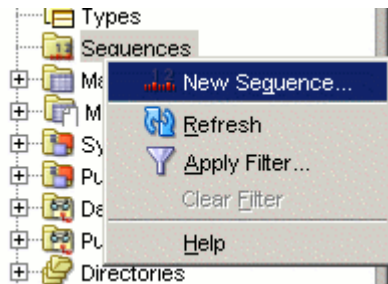 Types
Sequences
Ma
New Sequence...
M
Refresh
Sy
Apply Filter...
Pu
Clear Filter
Da
Pu
Help
Directories